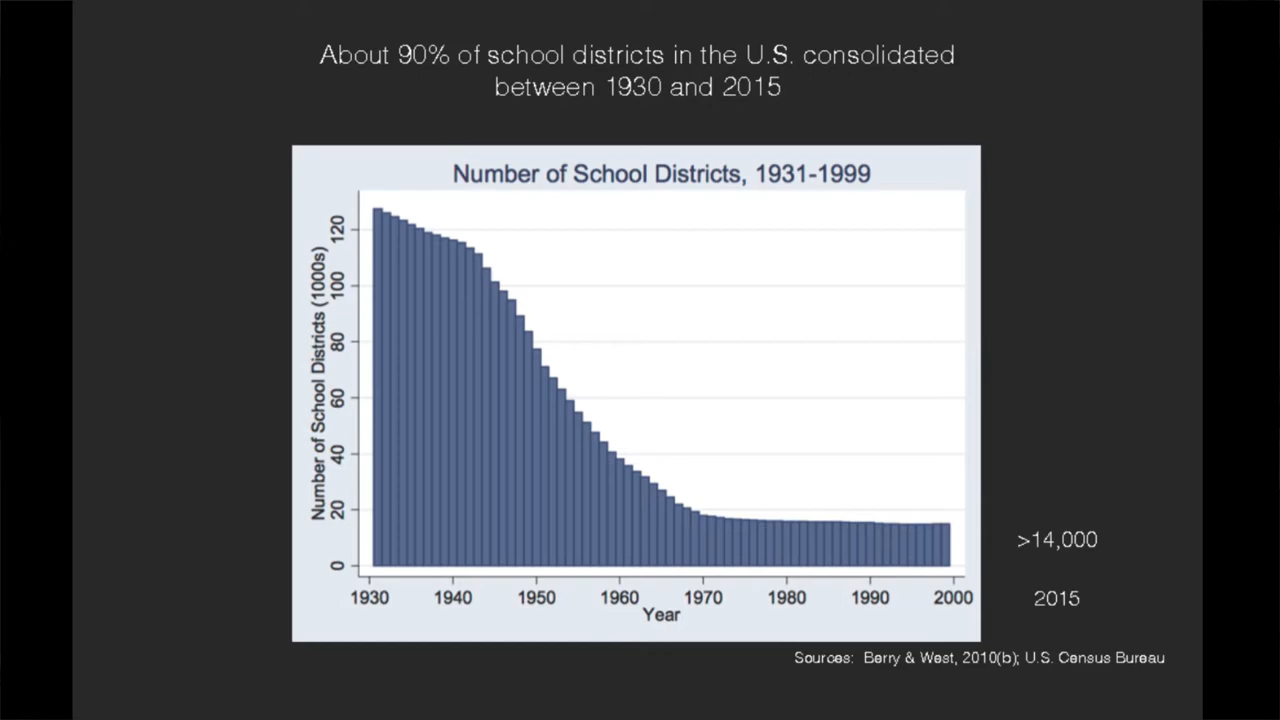 About 90% of school districts in the U.S. consolidated
between 1930 and 2015
Number of School Districts, 1931-1999
Number of School Districts (1000s)
120
100
80
60
40
20
0
1930 1940 1950 1960 1970 1980 1990 2000
Year
>14,000
2015
Sources: Berry & West, 2010(b); U.S. Census Bureau